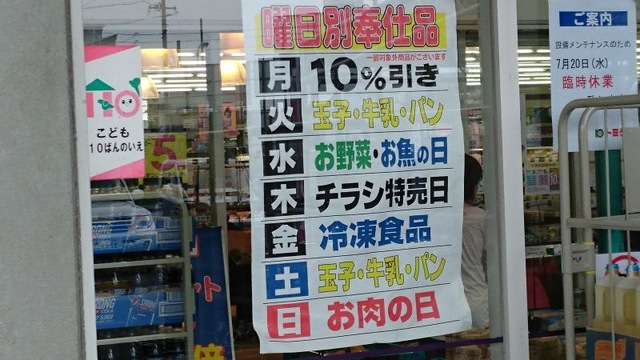 曜日別奉仕品
一部対象外商品がございます
月 10%引き
火 玉子・牛乳・パン
水 お野菜・お魚の日
木 チラシ特売日
金 冷凍食品
土 玉子・牛乳・パン
日 お肉の日
こども
110ばんのいえ
5
ご案内
設備メンテナンスのため
7月20日(水)
臨時休業